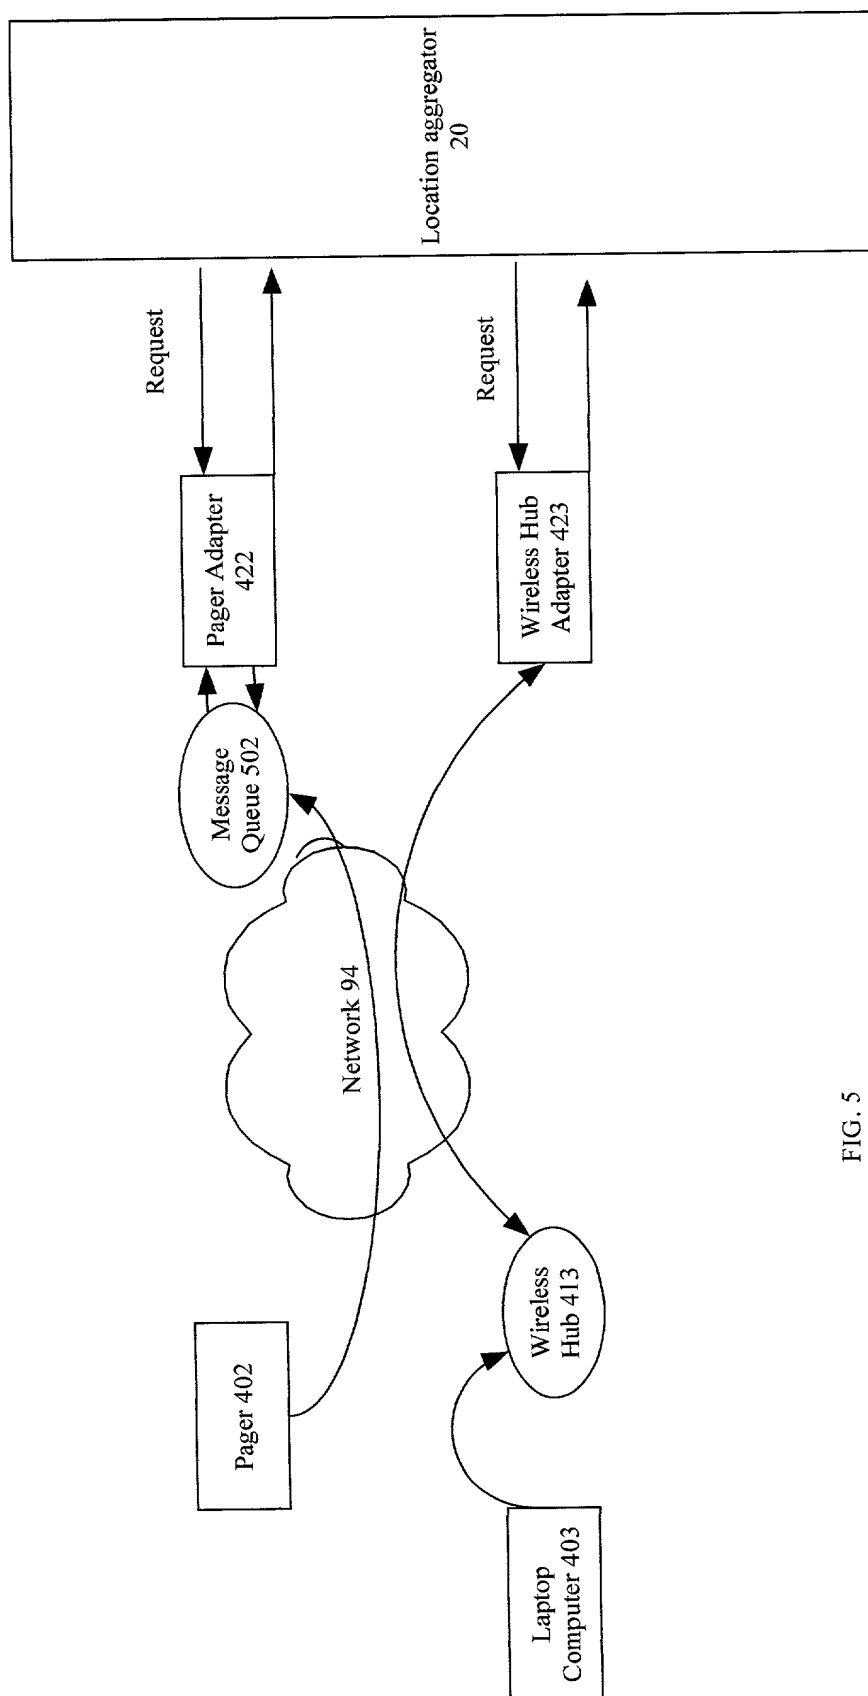 Pager 402
Network 94
Message
Queue 502
Pager Adapter
422
Request
Location aggregator
20
Laptop
Computer 403
Wireless
Hub 413
Wireless Hub
Adapter 423
Request
FIG. 5